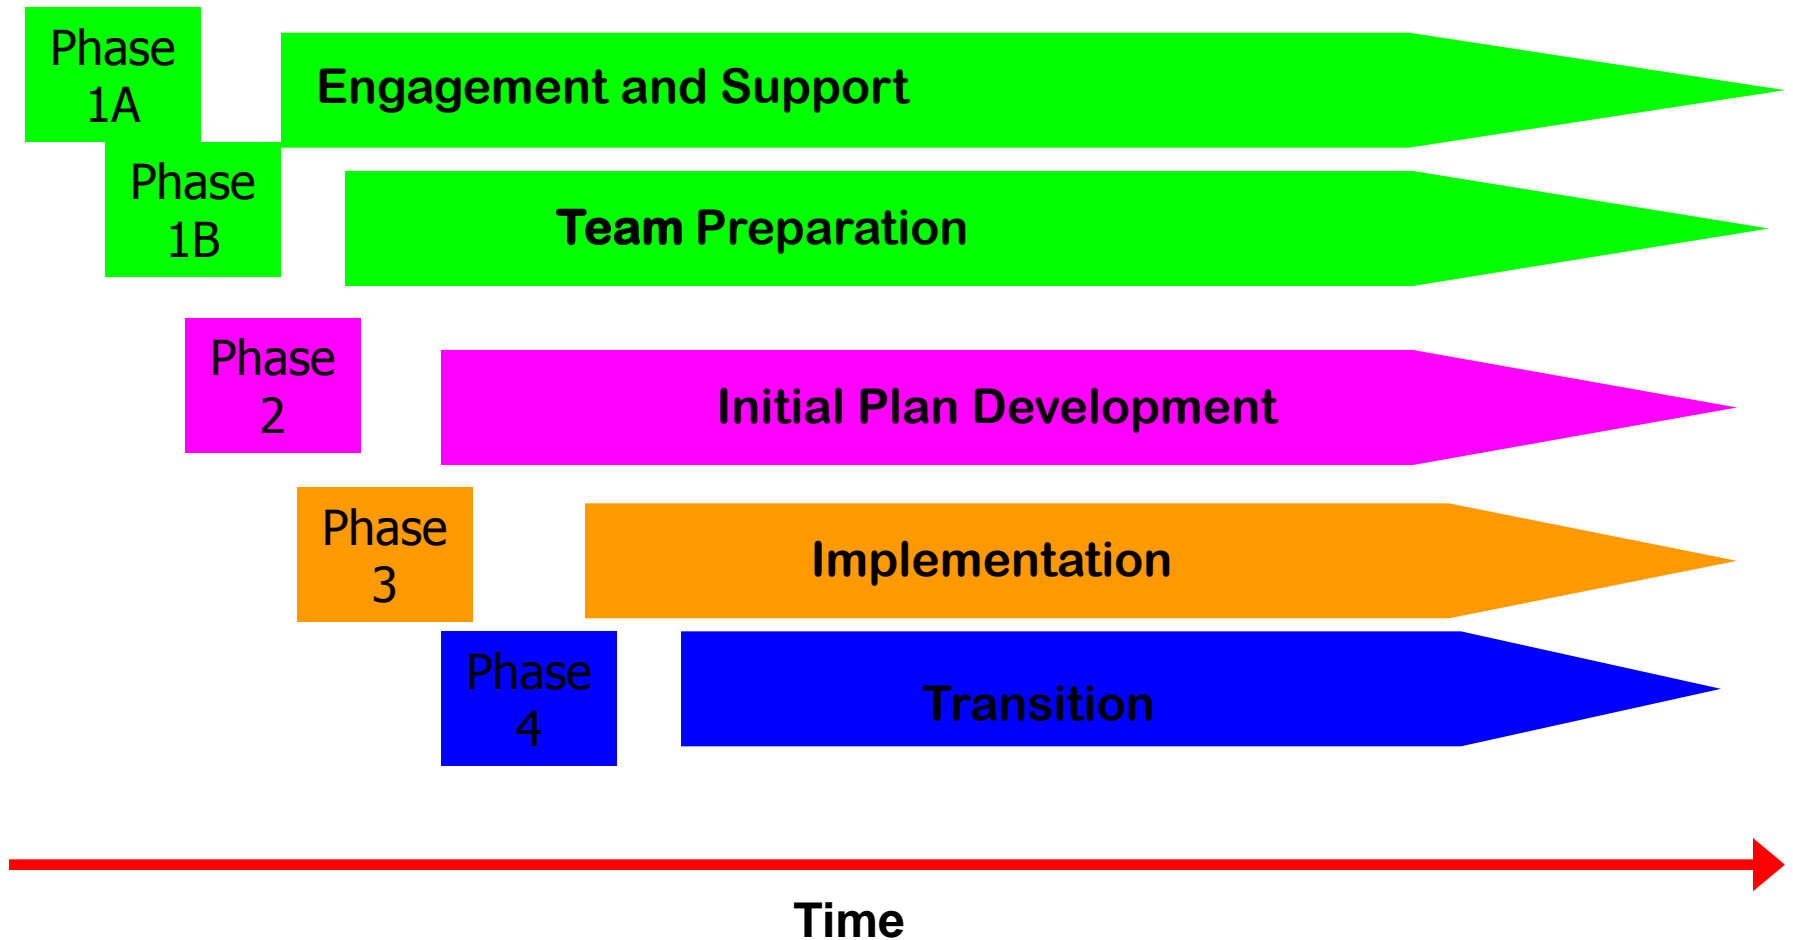 Phase
1A
Engagement and Support
Phase
1B
Team Preparation
Phase
2
Initial Plan Development
Phase
3
Implementation
Phase
4
Transition
Time